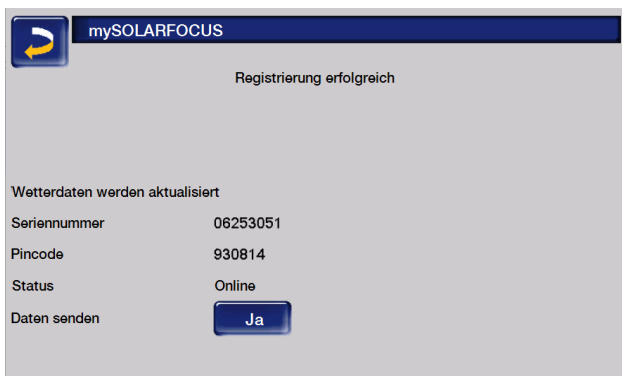 mySOLARFOCUS
Registrierung erfolgreich
Wetterdaten werden aktualisiert
Seriennummer 06253051
Pincode 930814
Status Online
Daten senden Ja